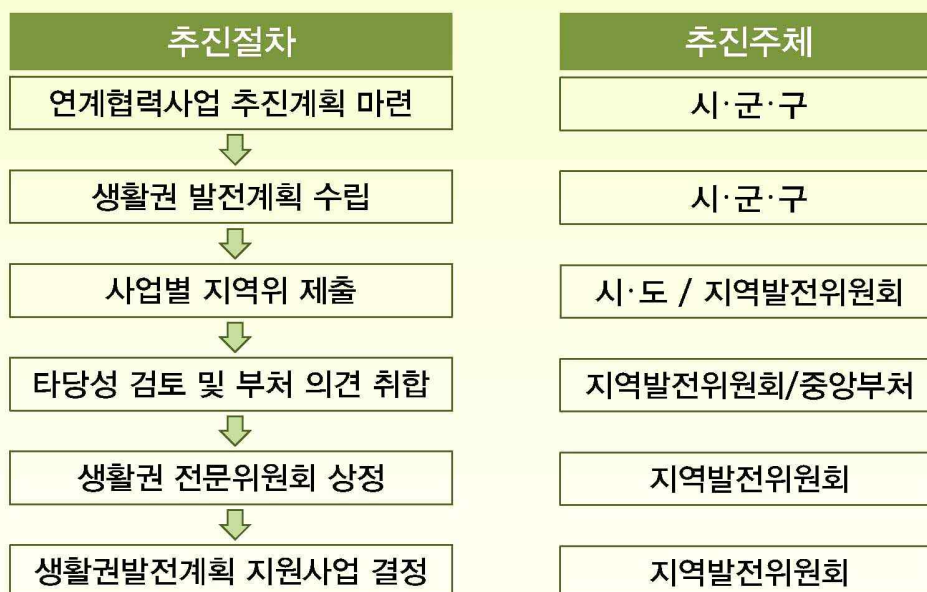 추진절차 추진주체
연계협력사업 추진계획 마련 시·군·구
생활권 발전계획 수립 시·군·구
사업별 지역위 제출 시·도 / 지역발전위원회
타당성 검토 및 부처 의견 취합 지역발전위원회/중앙부처
생활권 전문위원회 상정 지역발전위원회
생활권발전계획 지원사업 결정 지역발전위원회